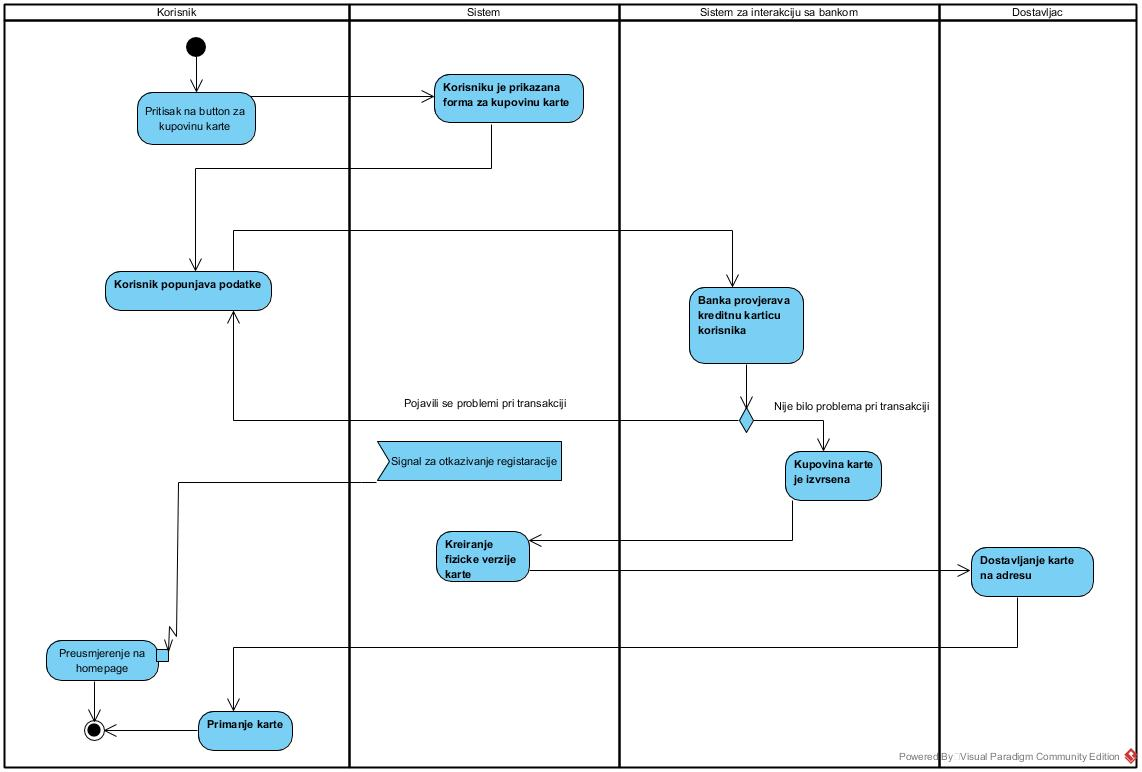 Korisnik
Sistem
Sistem za interakciju sa bankom
Dostavljac
Pritisak na button za
kupovinu karte
Korisniku je prikazana
forma za kupovinu karte
Korisnik popunjava podatke
Banka provjerava
kreditnu karticu
korisnika
Pojavili se problemi pri transakciji
Nije bilo problema pri transakciji
Signal za otkazivanje registaracije
Kupovina karte
je izvrsena
Kreiranje
fizicke verzije
karte
Dostavljanje karte
na adresu
Preusmjerenje na
homepage
Primanje karte
Powered By Visual Paradigm Community Edition